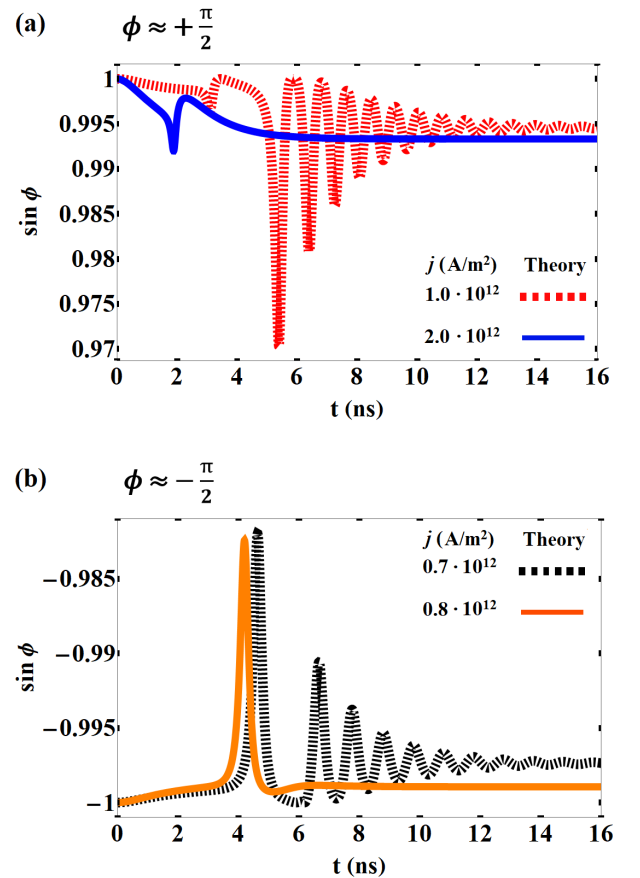 (a)
ϕ ≈ + π/2
1
0.995
0.99
0.985
0.98
0.975
0.97
sin ϕ
j (A/m²) Theory
1.0 · 10¹²
2.0 · 10¹²
0 2 4 6 8 10 12 14 16
t (ns)
(b)
ϕ ≈ − π/2
−0.985
−0.99
−0.995
−1
sin ϕ
j (A/m²) Theory
0.7 · 10¹²
0.8 · 10¹²
0 2 4 6 8 10 12 14 16
t (ns)